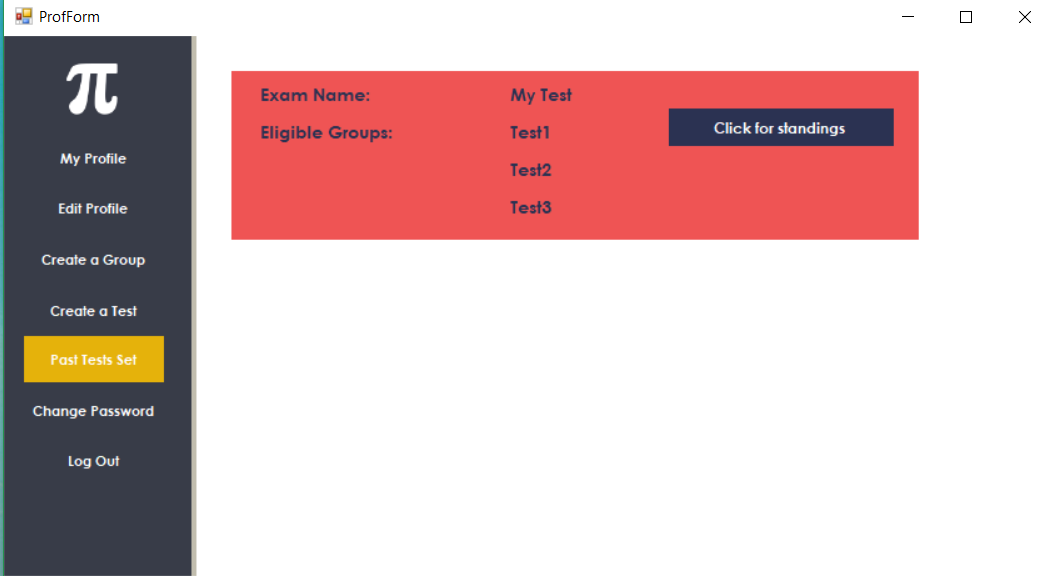 ProfForm
π
My Profile
Edit Profile
Create a Group
Create a Test
Past Tests Set
Change Password
Log Out
Exam Name: My Test
Eligible Groups: Test1
Test2
Test3
Click for standings